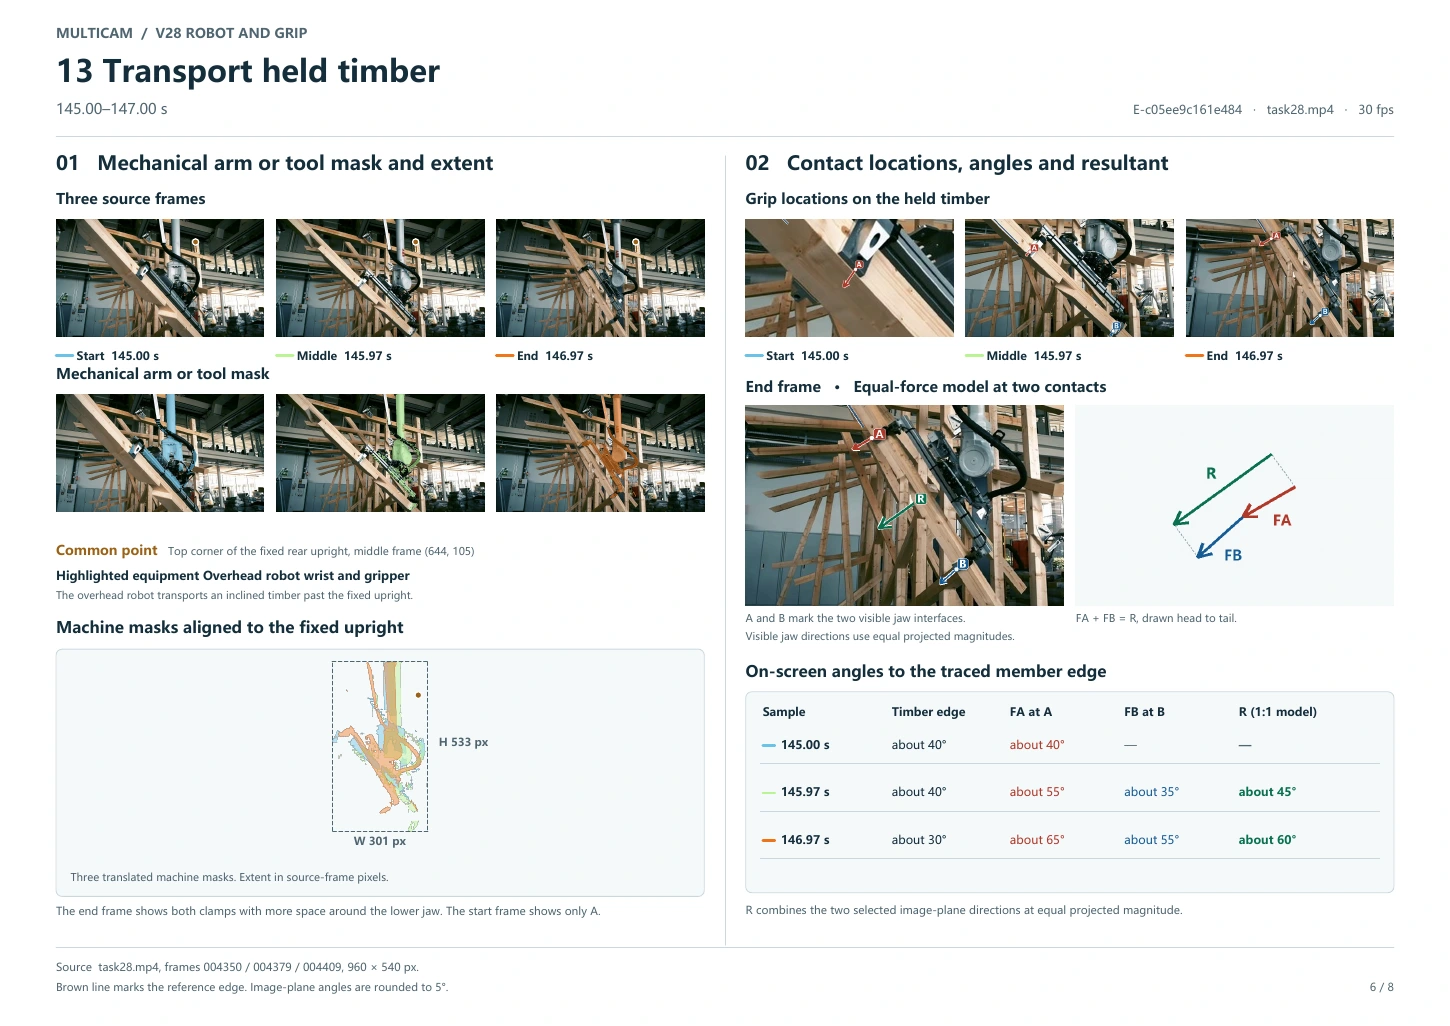 MULTICAM / V28 ROBOT AND GRIP
13 Transport held timber
145.00–147.00 s
E-c05ee9c161e484 · task28.mp4 · 30 fps
01 Mechanical arm or tool mask and extent
Three source frames
Start 145.00 s
Middle 145.97 s
End 146.97 s
Mechanical arm or tool mask
Common point Top corner of the fixed rear upright, middle frame (644, 105)
Highlighted equipment Overhead robot wrist and gripper
The overhead robot transports an inclined timber past the fixed upright.
Machine masks aligned to the fixed upright
H 533 px
W 301 px
Three translated machine masks. Extent in source-frame pixels.
The end frame shows both clamps with more space around the lower jaw. The start frame shows only A.
02 Contact locations, angles and resultant
Grip locations on the held timber
A
A
B
A
B
Start 145.00 s
Middle 145.97 s
End 146.97 s
End frame • Equal-force model at two contacts
A
R
B
R
FA
FB
A and B mark the two visible jaw interfaces.
Visible jaw directions use equal projected magnitudes.
FA + FB = R, drawn head to tail.
On-screen angles to the traced member edge
Sample Timber edge FA at A FB at B R (1:1 model)
145.00 s about 40° about 40° — —
145.97 s about 40° about 55° about 35° about 45°
146.97 s about 30° about 65° about 55° about 60°
R combines the two selected image-plane directions at equal projected magnitude.
Source task28.mp4, frames 004350 / 004379 / 004409, 960 × 540 px.
Brown line marks the reference edge. Image-plane angles are rounded to 5°.
6 / 8